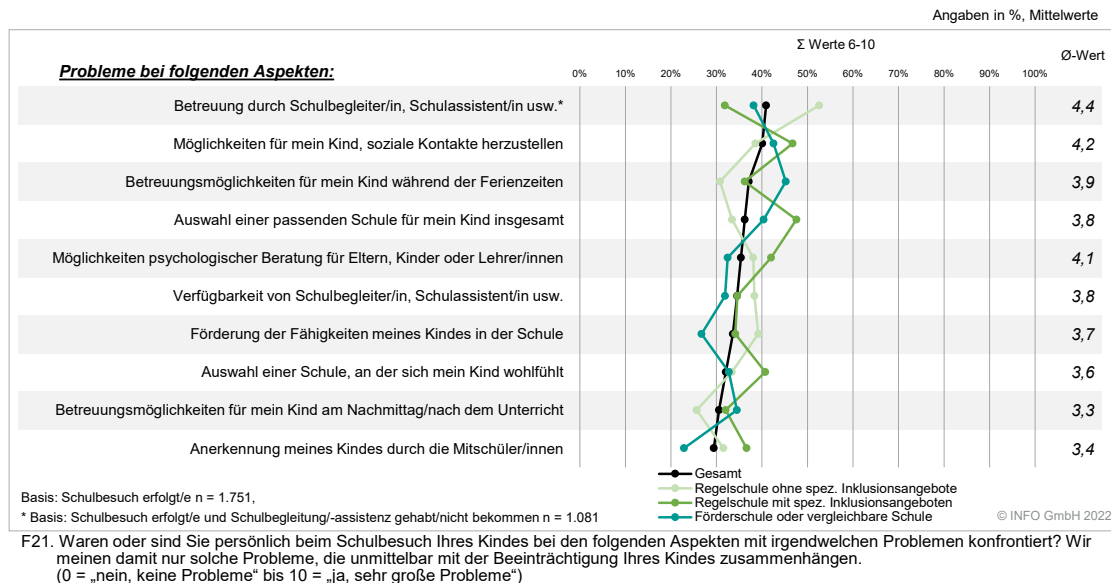 Angaben in %, Mittelwerte
Σ Werte 6-10
Ø-Wert
Probleme bei folgenden Aspekten:
0% 10% 20% 30% 40% 50% 60% 70% 80% 90% 100%
Betreuung durch Schulbegleiter/in, Schulassistent/in usw.* 4,4
Möglichkeiten für mein Kind, soziale Kontakte herzustellen 4,2
Betreuungsmöglichkeiten für mein Kind während der Ferienzeiten 3,9
Auswahl einer passenden Schule für mein Kind insgesamt 3,8
Möglichkeiten psychologischer Beratung für Eltern, Kinder oder Lehrer/innen 4,1
Verfügbarkeit von Schulbegleiter/in, Schulassistent/in usw. 3,8
Förderung der Fähigkeiten meines Kindes in der Schule 3,7
Auswahl einer Schule, an der sich mein Kind wohlfühlt 3,6
Betreuungsmöglichkeiten für mein Kind am Nachmittag/nach dem Unterricht 3,3
Anerkennung meines Kindes durch die Mitschüler/innen 3,4
Gesamt
Regelschule ohne spez. Inklusionsangebote
Regelschule mit spez. Inklusionsangeboten
Förderschule oder vergleichbare Schule
Basis: Schulbesuch erfolgt/e n = 1.751,
* Basis: Schulbesuch erfolgt/e und Schulbegleitung/-assistenz gehabt/nicht bekommen n = 1.081
© INFO GmbH 2022
F21. Waren oder sind Sie persönlich beim Schulbesuch Ihres Kindes bei den folgenden Aspekten mit irgendwelchen Problemen konfrontiert? Wir
meinen damit nur solche Probleme, die unmittelbar mit der Beeinträchtigung Ihres Kindes zusammenhängen.
(0 = „nein, keine Probleme“ bis 10 = „ja, sehr große Probleme“)